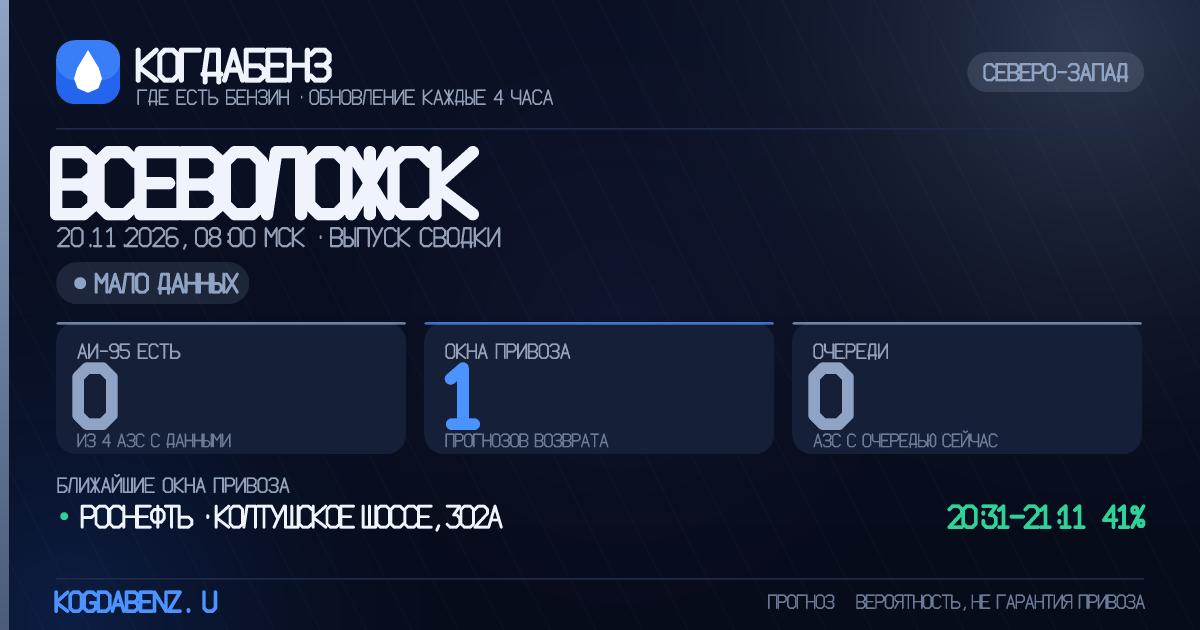 КОГДАБЕНЗ
ГДЕ ЕСТЬ БЕНЗИН · ОБНОВЛЕНИЕ КАЖДЫЕ 4 ЧАСА
СЕВЕРО-ЗАПАД
ВСЕВОЛОЖСК
20.11.2026, 08:00 МСК · ВЫПУСК СВОДКИ
МАЛО ДАННЫХ
АИ-95 ЕСТЬ
0
ИЗ 4 АЗС С ДАННЫМИ
ОКНА ПРИВОЗА
1
ПРОГНОЗОВ ВОЗВРАТА
ОЧЕРЕДИ
0
АЗС С ОЧЕРЕДЬЮ СЕЙЧАС
БЛИЖАЙШИЕ ОКНА ПРИВОЗА
• РОСНЕФТЬ · КОЛТУШСКОЕ ШОССЕ, 302А 20:31–21:11 41%
KOGDABENZ. U
ПРОГНОЗ ВЕРОЯТНОСТЬ, НЕ ГАРАНТИЯ ПРИВОЗА